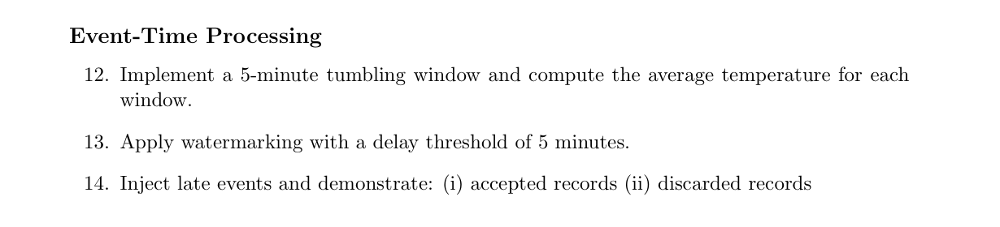 Event-Time Processing
12. Implement a 5-minute tumbling window and compute the average temperature for each
window.
13. Apply watermarking with a delay threshold of 5 minutes.
14. Inject late events and demonstrate: (i) accepted records (ii) discarded records